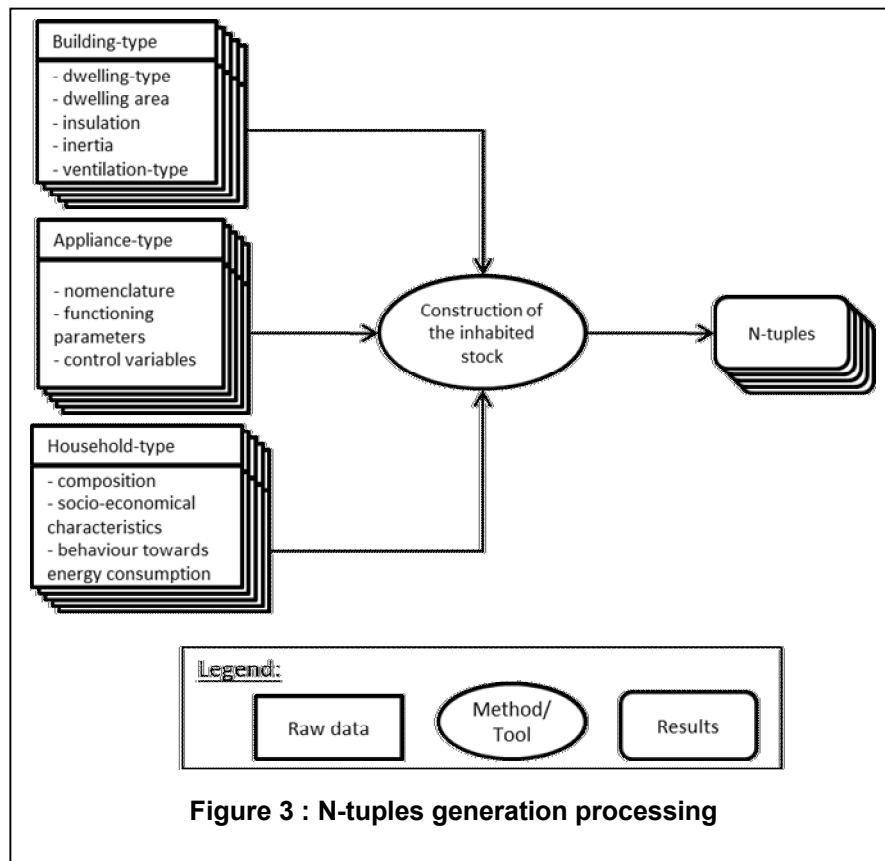 Building-type
- dwelling-type
- dwelling area
- insulation
- inertia
- ventilation-type
Appliance-type
- nomenclature
- functioning
parameters
- control variables
Household-type
- composition
- socio-economical
characteristics
- behaviour towards
energy consumption
Construction of
the inhabited
stock
N-tuples
Legend:
Raw data
Method/
Tool
Results
Figure 3 : N-tuples generation processing